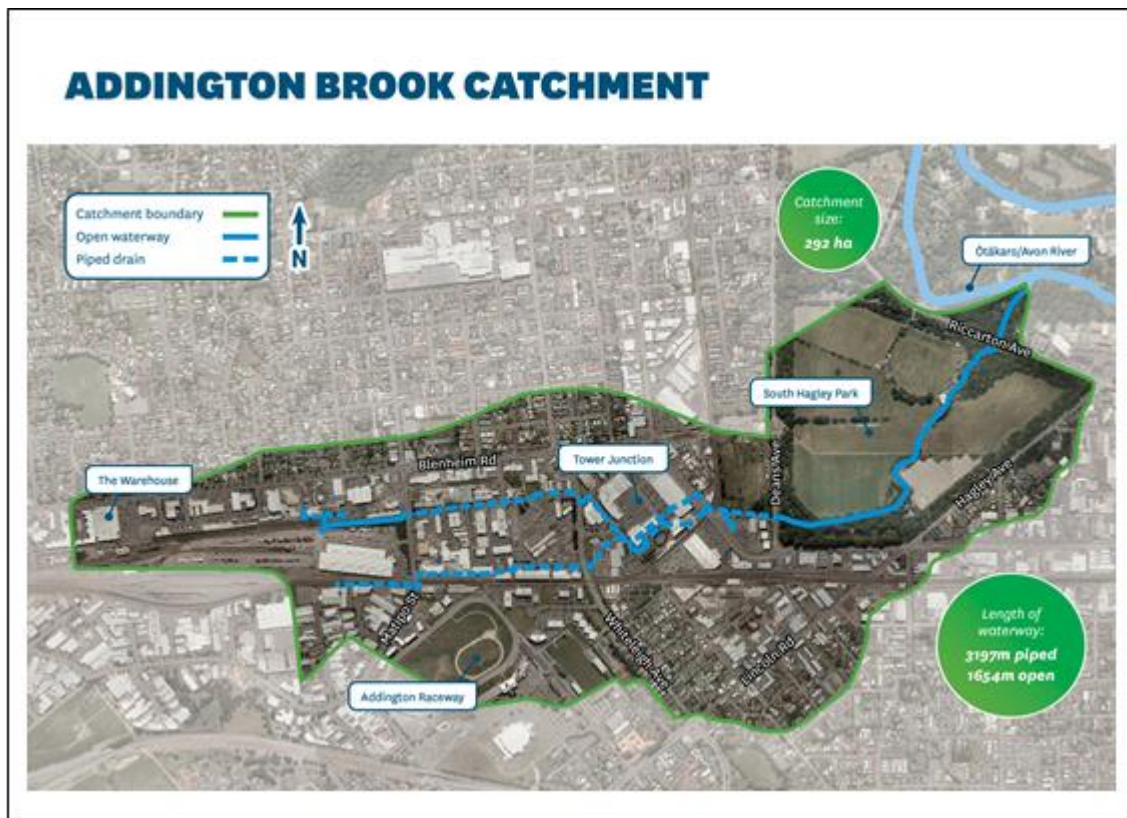 ADDINGTON BROOK CATCHMENT
Catchment boundary
Open waterway
Piped drain
N
Catchment
size:
292 ha
Ōtākaro/Avon River
Riccarton Ave
South Hagley Park
Blenheim Rd
Tower Junction
Deans Ave
Hagley Ave
The Warehouse
Matipo St
Whiteleigh Ave
Lincoln Rd
Addington Raceway
Length of
waterway:
3197m piped
1654m open